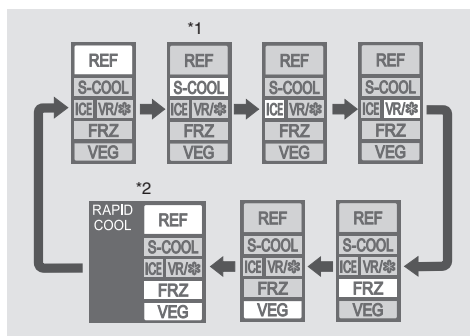 *1
REF
S-COOL
ICE VR/❄
FRZ
VEG
REF
S-COOL
ICE VR/❄
FRZ
VEG
REF
S-COOL
ICE VR/❄
FRZ
VEG
REF
S-COOL
ICE VR/❄
FRZ
VEG
*2
RAPID
COOL
REF
S-COOL
ICE VR/❄
FRZ
VEG
REF
S-COOL
ICE VR/❄
FRZ
VEG
REF
S-COOL
ICE VR/❄
FRZ
VEG